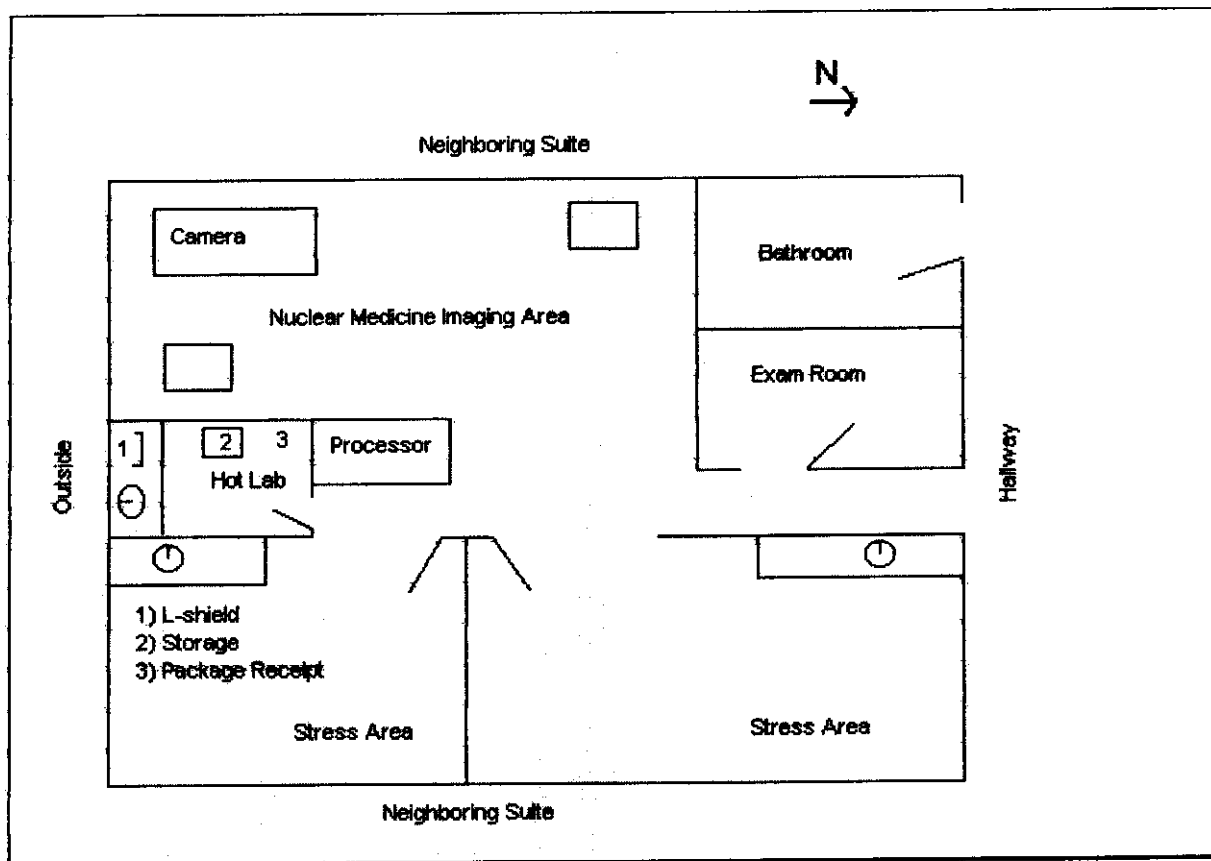 N
Neighboring Suite
Camera
Bathroom
Nuclear Medicine Imaging Area
Exam Room
1
2
3
Processor
Hot Lab
Outside
Hallway
1) L-shield
2) Storage
3) Package Receipt
Stress Area
Stress Area
Neighboring Suite